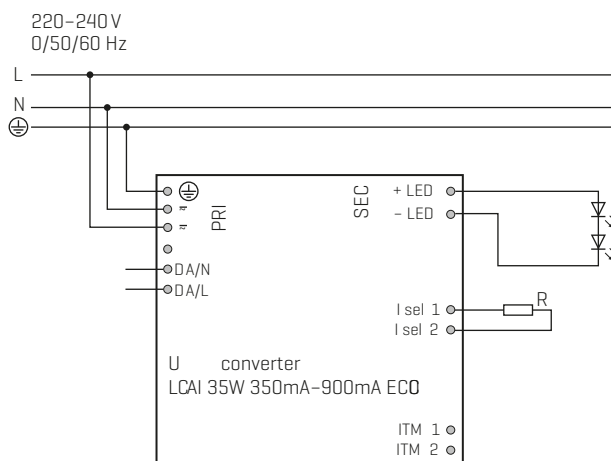 220–240 V
0/50/60 Hz
L
N
PRI
SEC
+ LED
– LED
DA/N
DA/L
I sel 1
R
I sel 2
U converter
LCAI 35W 350mA–900mA ECO
ITM 1
ITM 2